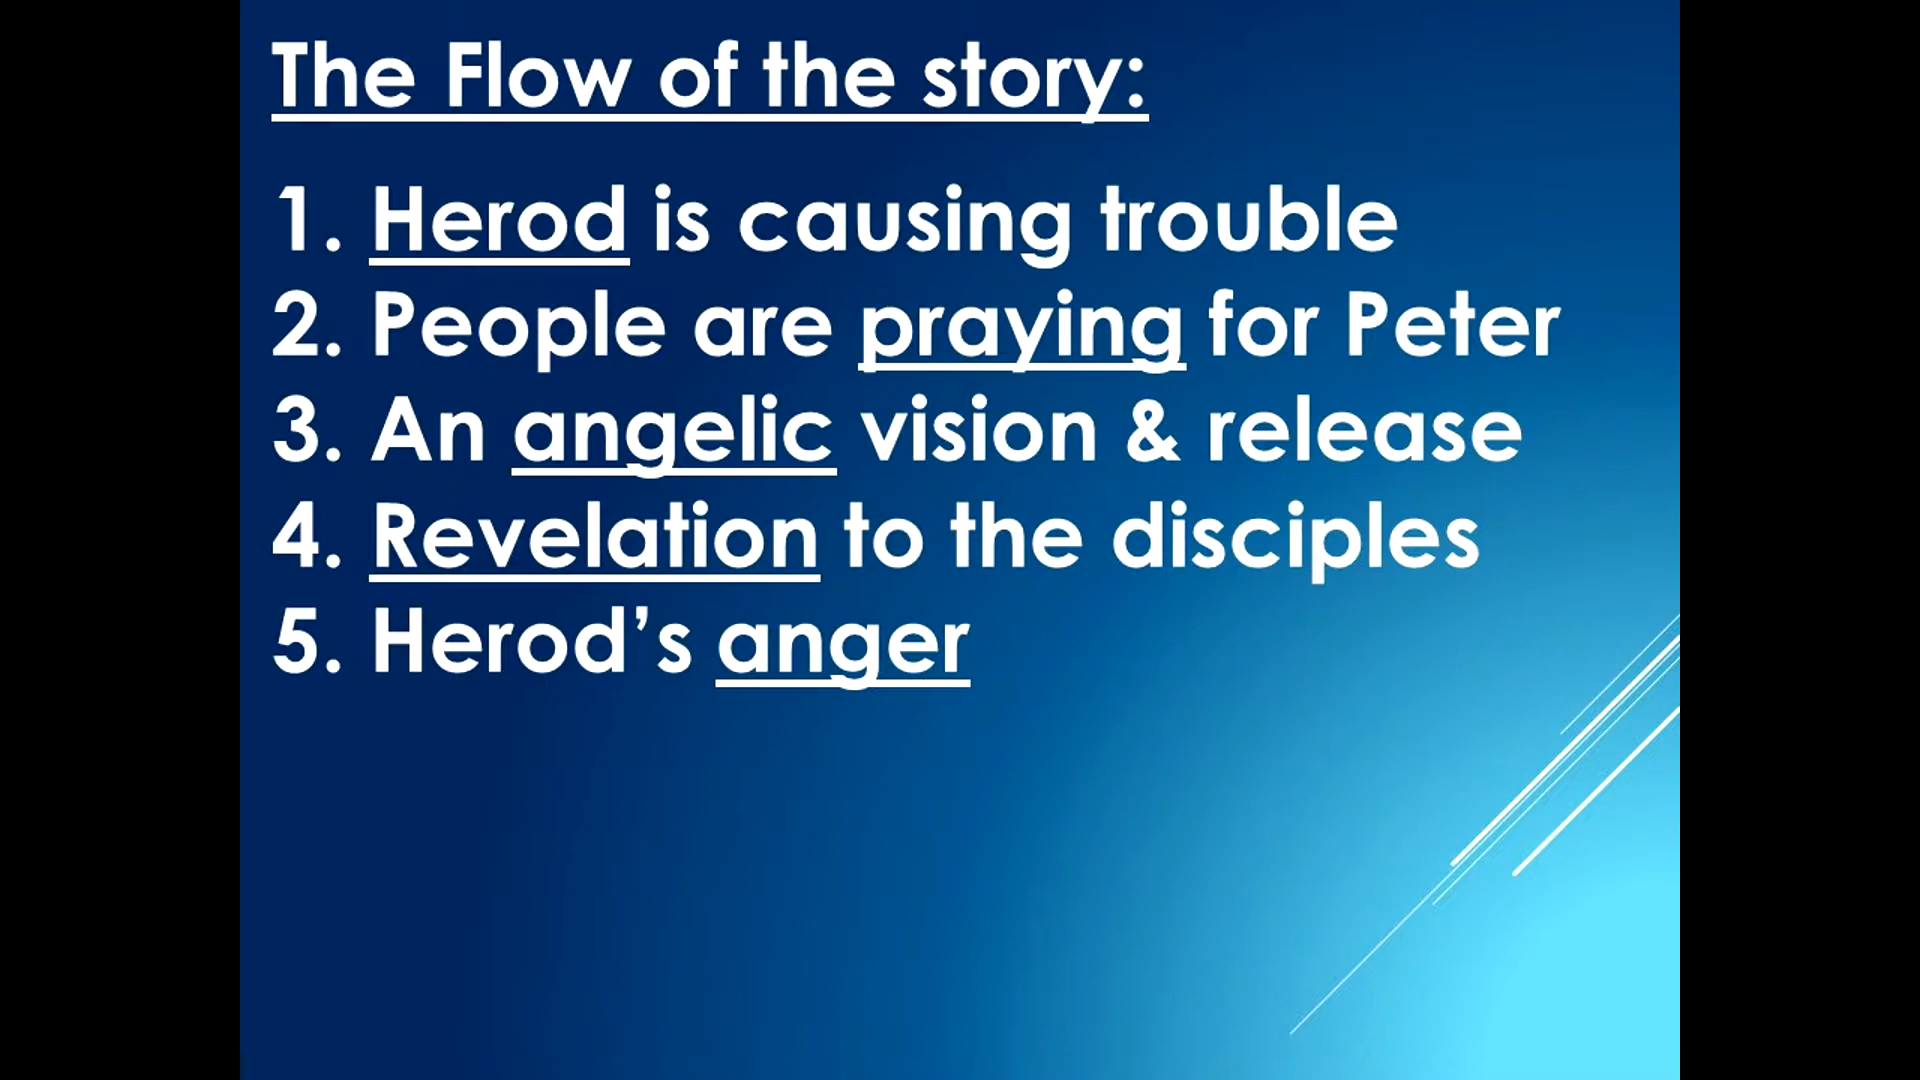 The Flow of the story:
1. Herod is causing trouble
2. People are praying for Peter
3. An angelic vision & release
4. Revelation to the disciples
5. Herod’s anger